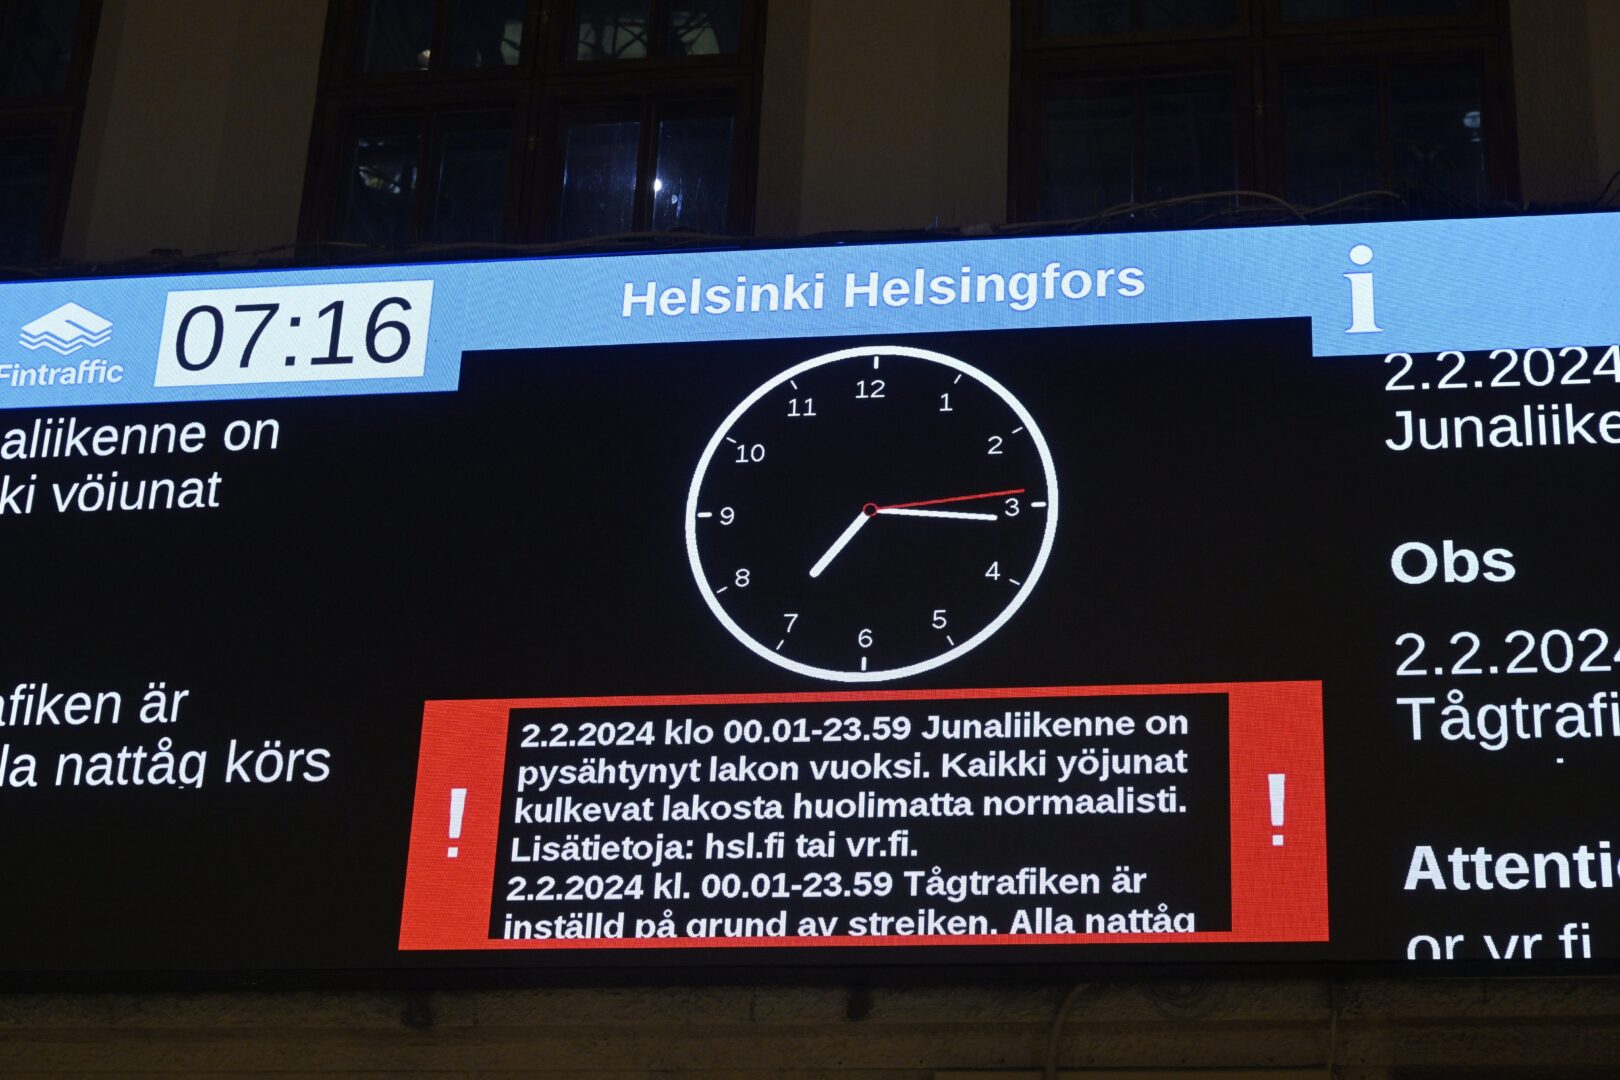 Fintraffic
07:16
Helsinki Helsingfors
i
aliikenne on
ki yöjunat
afiken är
lla nattåg körs
12
1
2
3
4
5
6
7
8
9
10
11
!
2.2.2024 klo 00.01-23.59 Junaliikenne on
pysähtynyt lakon vuoksi. Kaikki yöjunat
kulkevat lakosta huolimatta normaalisti.
Lisätietoja: hsl.fi tai vr.fi.
2.2.2024 kl. 00.01-23.59 Tågtrafiken är
inställd på grund av streiken. Alla nattåg
!
2.2.2024
Junaliike
Obs
2.2.2024
Tågtrafi
Attenti
or vr.fi